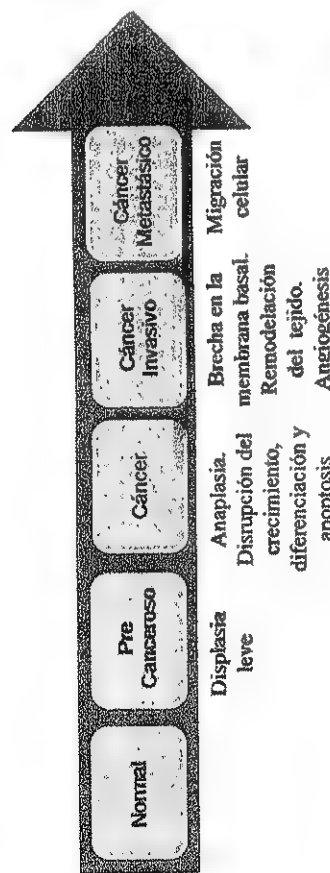 Normal
Pre
Canceroso
Cáncer
Cáncer
Invasivo
Cáncer
Metastásico
Displasia
leve
Anaplasia.
Disrupción del
crecimiento,
diferenciación y
apoptosis
Brecha en la
membrana basal.
Remodelación
del tejido.
Angiogénesis
Migración
celular